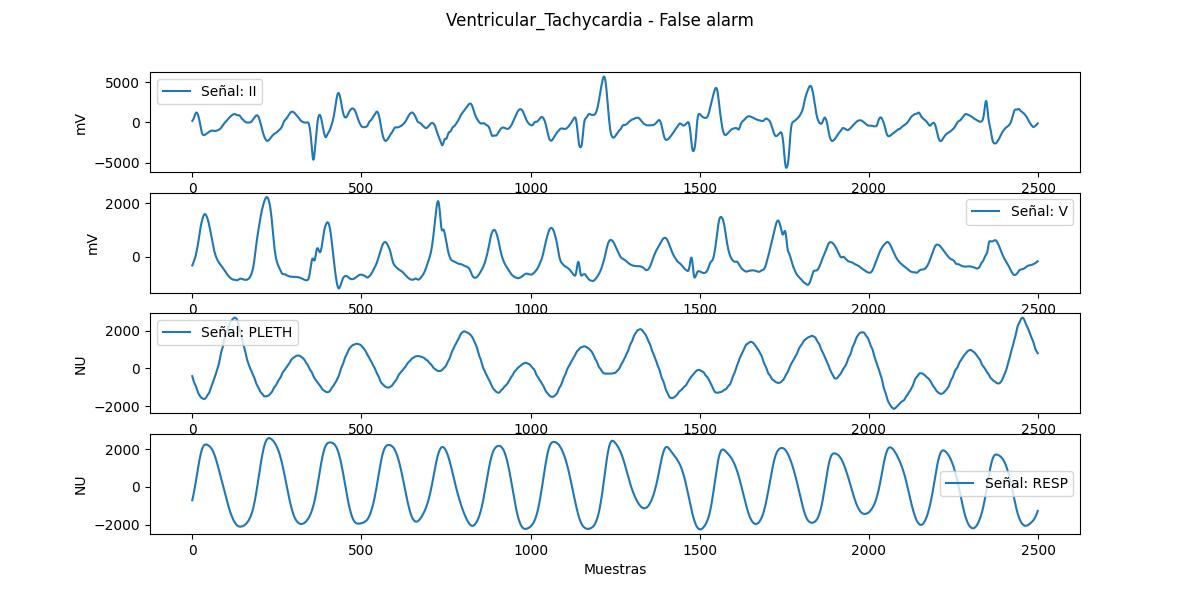 Ventricular_Tachycardia - False alarm
5000
0
−5000
mV
Señal: II
0 500 1000 1500 2000 2500
2000
0
mV
Señal: V
0 500 1000 1500 2000 2500
2000
0
−2000
NU
Señal: PLETH
0 500 1000 1500 2000 2500
2000
0
−2000
NU
Señal: RESP
0 500 1000 1500 2000 2500
Muestras